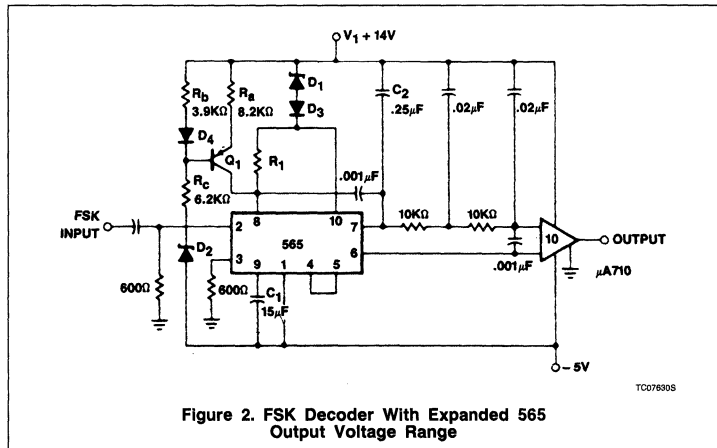 V1 + 14V
Rb
3.9KΩ
Ra
8.2KΩ
D1
D3
C2
.25μF
.02μF
.02μF
D4
Q1
R1
.001μF
Rc
6.2KΩ
FSK
INPUT
8
10
2
565
7
10KΩ
10KΩ
10
OUTPUT
3
6
.001μF
μA710
D2
9
1
4
5
600Ω
600Ω
C1
15μF
– 5V
TC07630S
Figure 2. FSK Decoder With Expanded 565
Output Voltage Range